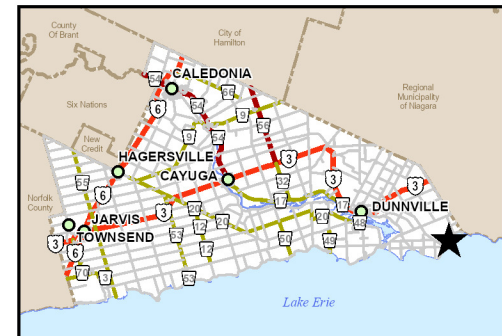 County
Of Brant
City of
Hamilton
54
CALEDONIA
66
Regional
Municipality
of Niagara
Six Nations
6
54
9
New
Credit
9
54
56
HAGERSVILLE
3
3
CAYUGA
55
32
3
6
17
17
DUNNVILLE
Norfolk
County
3
20
20
20
48
JARVIS
12
TOWNSEND
3
53
12
50
49
6
70
3
53
Lake Erie